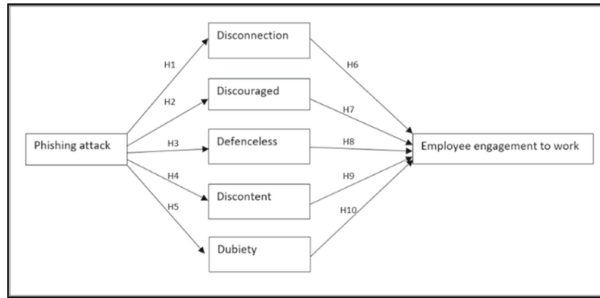 Disconnection
H1
H6
Discouraged
H2
H7
Phishing attack
H3
Defenceless
H8
Employee engagement to work
H4
Discontent
H9
H5
H10
Dubiety